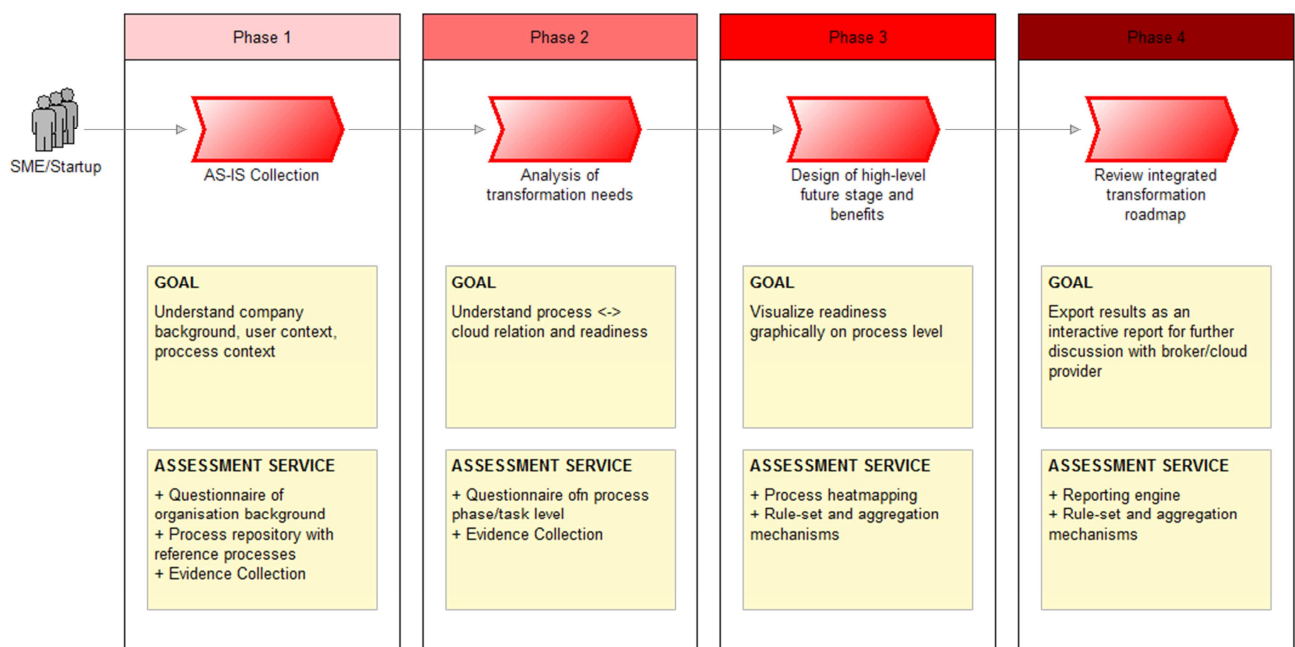 Phase 1
Phase 2
Phase 3
Phase 4
SME/Startup
AS-IS Collection
Analysis of
transformation needs
Design of high-level
future stage and
benefits
Review integrated
transformation
roadmap
GOAL
Understand company
background, user context,
proccess context
GOAL
Understand process <->
cloud relation and readiness
GOAL
Visualize readiness
graphically on process level
GOAL
Export results as an
interactive report for further
discussion with broker/cloud
provider
ASSESSMENT SERVICE
+ Questionnaire of
organisation background
+ Process repository with
reference processes
+ Evidence Collection
ASSESSMENT SERVICE
+ Questionnaire ofn process
phase/task level
+ Evidence Collection
ASSESSMENT SERVICE
+ Process heatmapping
+ Rule-set and aggregation
mechanisms
ASSESSMENT SERVICE
+ Reporting engine
+ Rule-set and aggregation
mechanisms